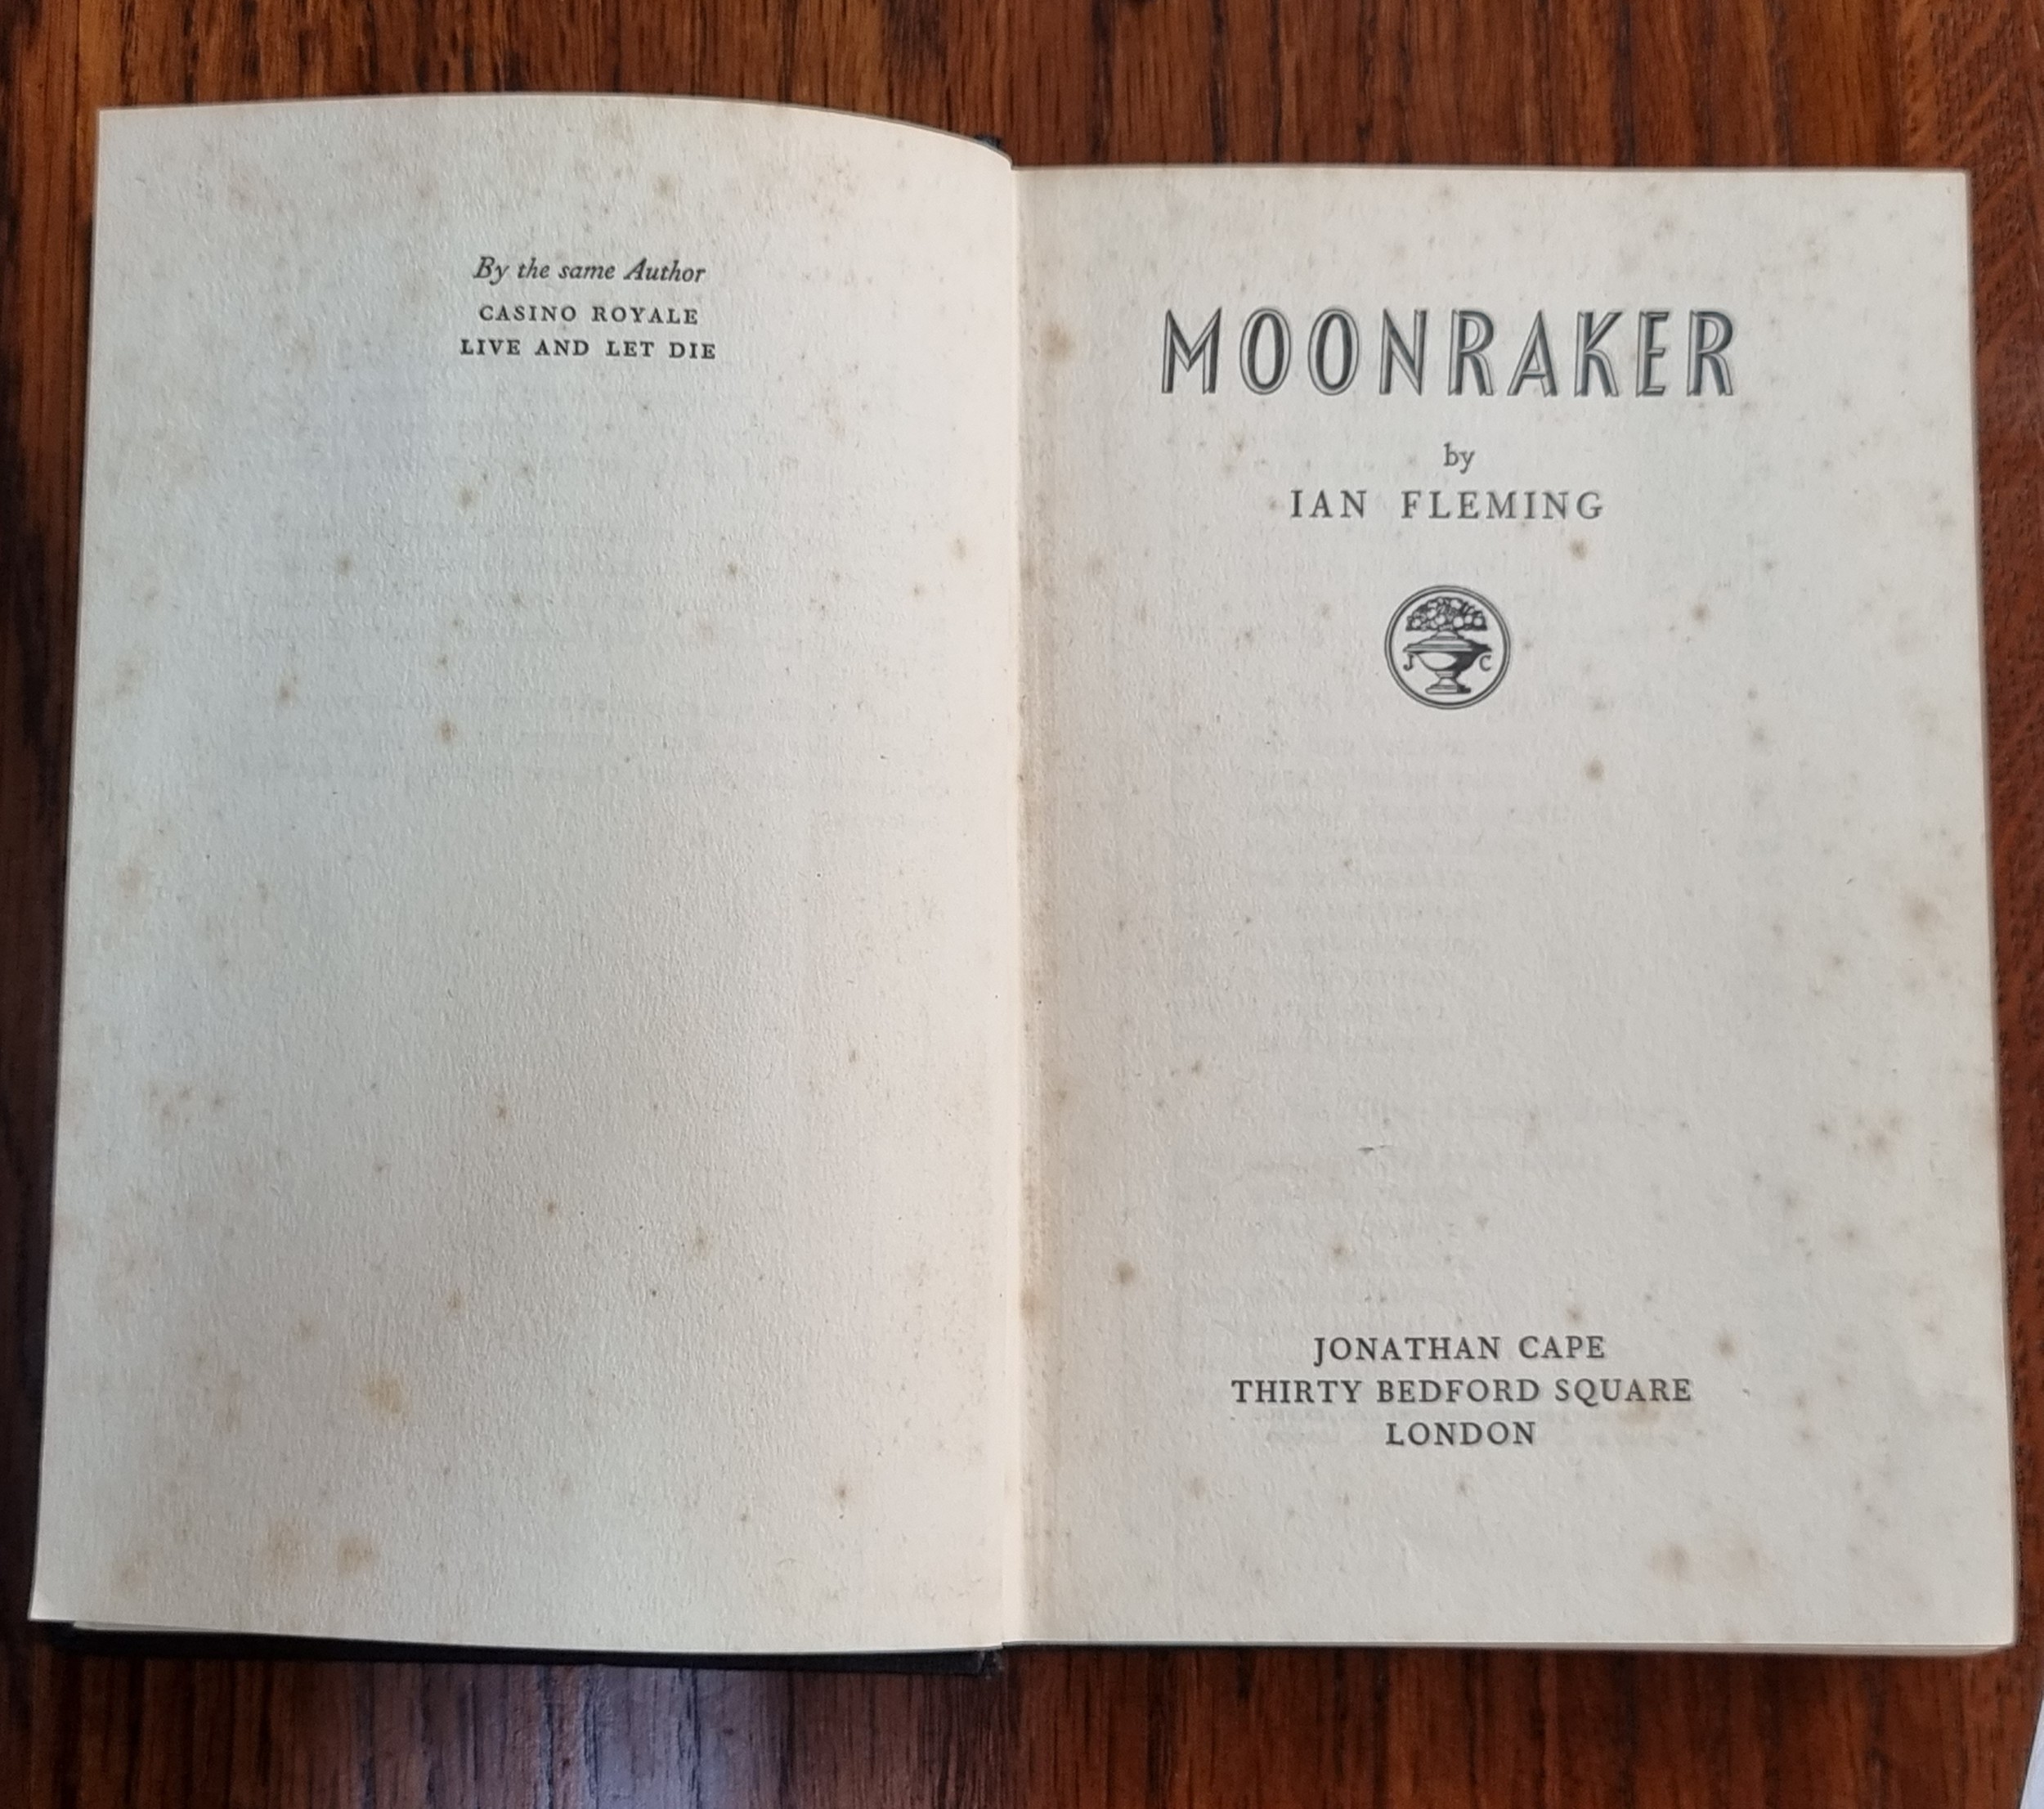 By the same Author
CASINO ROYALE
LIVE AND LET DIE
MOONRAKER
by
IAN FLEMING
J C
JONATHAN CAPE
THIRTY BEDFORD SQUARE
LONDON